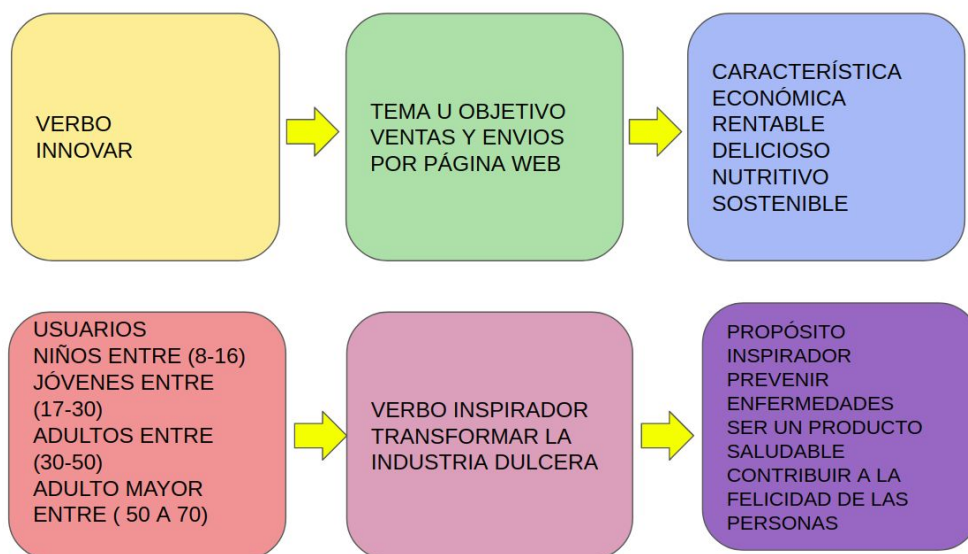 VERBO
INNOVAR
TEMA U OBJETIVO
VENTAS Y ENVIOS
POR PÁGINA WEB
CARACTERÍSTICA
ECONÓMICA
RENTABLE
DELICIOSO
NUTRITIVO
SOSTENIBLE
USUARIOS
NIÑOS ENTRE (8-16)
JÓVENES ENTRE
(17-30)
ADULTOS ENTRE
(30-50)
ADULTO MAYOR
ENTRE ( 50 A 70)
VERBO INSPIRADOR
TRANSFORMAR LA
INDUSTRIA DULCERA
PROPÓSITO
INSPIRADOR
PREVENIR
ENFERMEDADES
SER UN PRODUCTO
SALUDABLE
CONTRIBUIR A LA
FELICIDAD DE LAS
PERSONAS